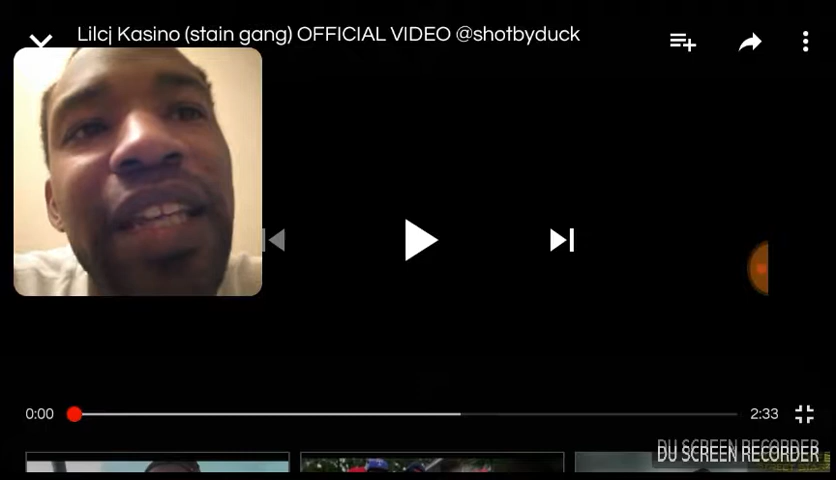 Lilcj Kasino (stain gang) OFFICIAL VIDEO @shotbyduck
0:00
2:33
DU SCREEN RECORDER